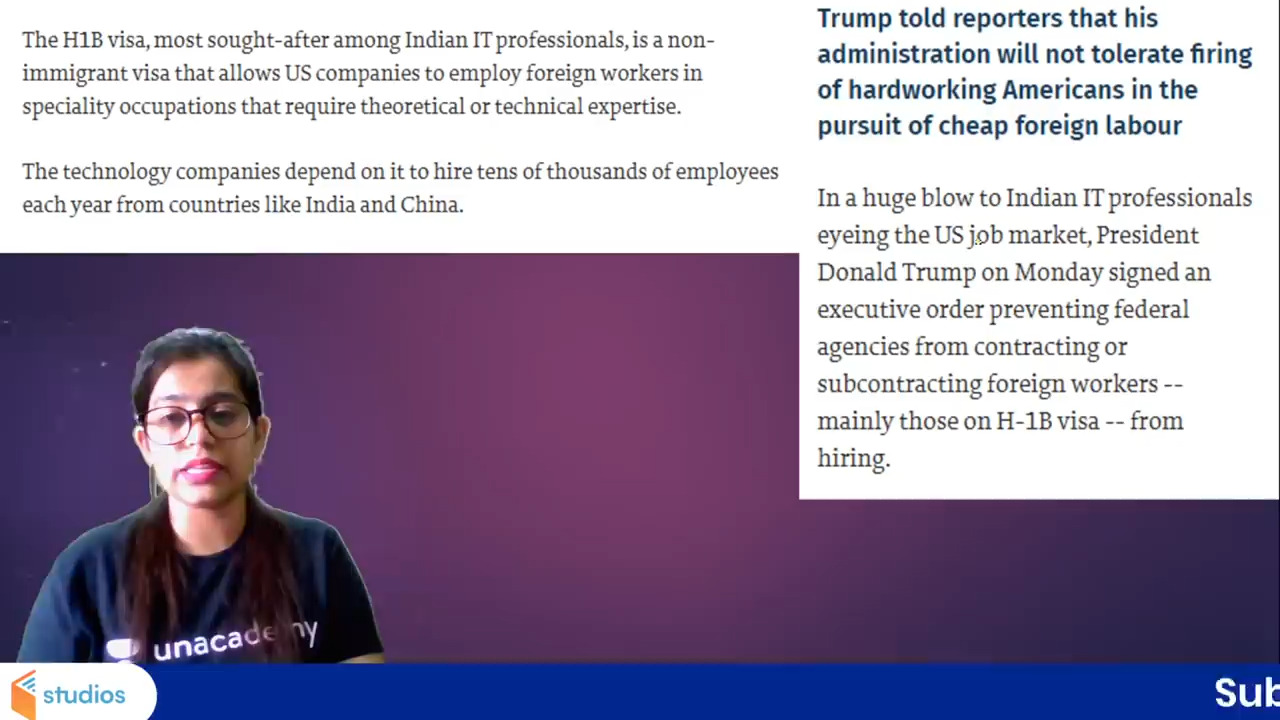 The H1B visa, most sought-after among Indian IT professionals, is a non-
immigrant visa that allows US companies to employ foreign workers in
speciality occupations that require theoretical or technical expertise.
The technology companies depend on it to hire tens of thousands of employees
each year from countries like India and China.
Trump told reporters that his
administration will not tolerate firing
of hardworking Americans in the
pursuit of cheap foreign labour
In a huge blow to Indian IT professionals
eyeing the US job market, President
Donald Trump on Monday signed an
executive order preventing federal
agencies from contracting or
subcontracting foreign workers --
mainly those on H-1B visa -- from
hiring.
unacademy
studios
Sub